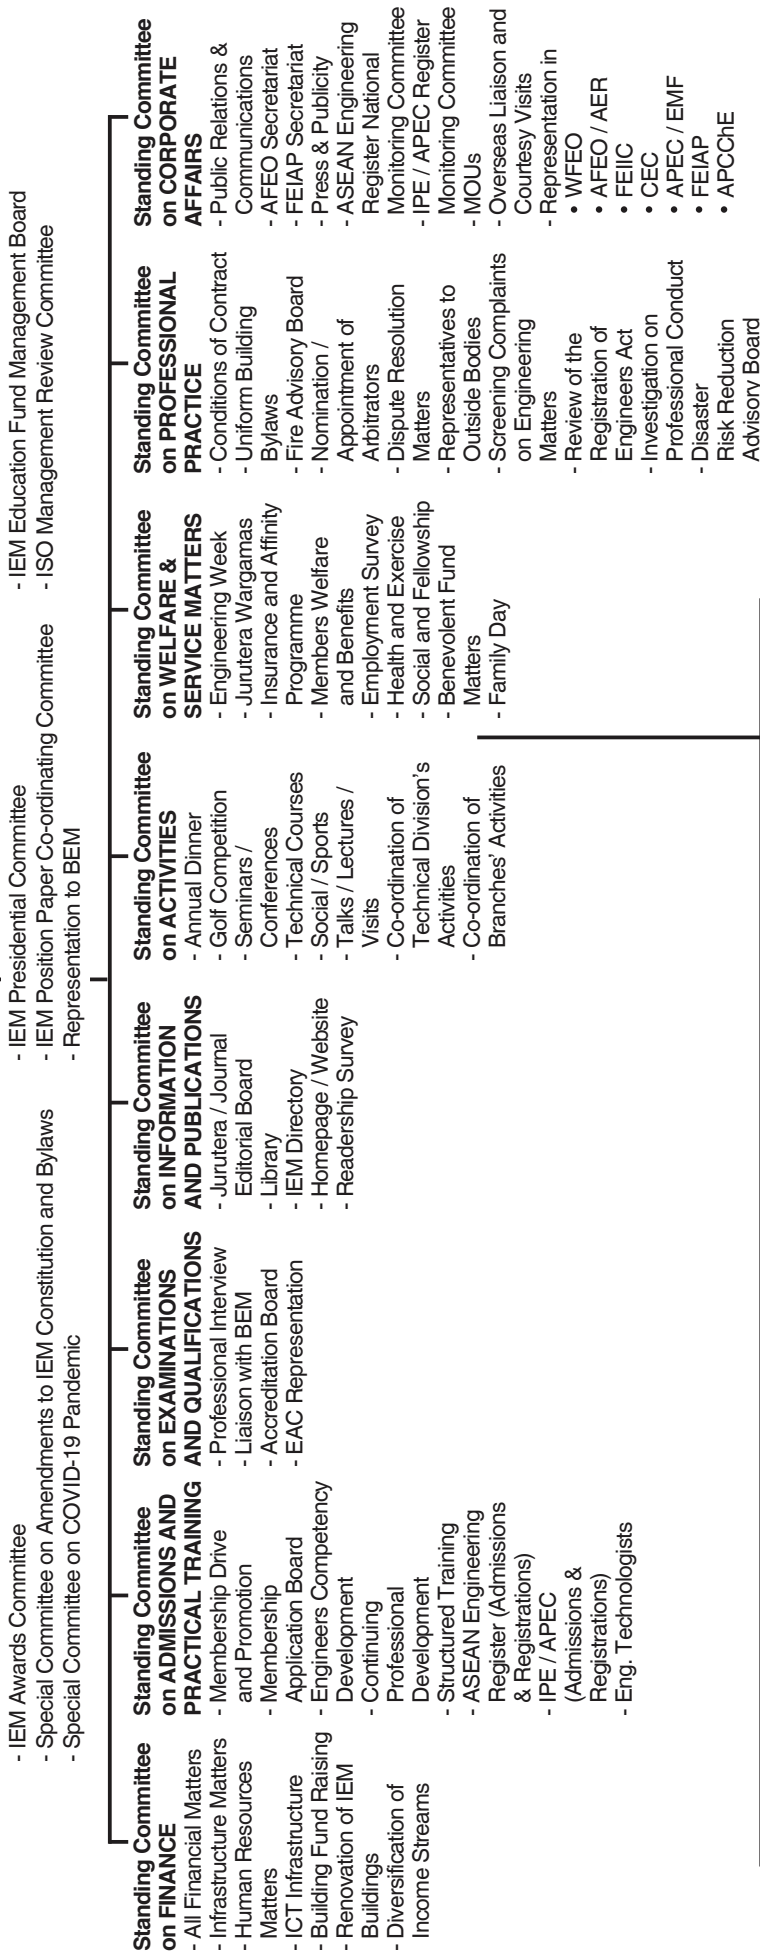 - IEM Awards Committee
- Special Committee on Amendments to IEM Constitution and Bylaws
- Special Committee on COVID-19 Pandemic
- IEM Presidential Committee
- IEM Position Paper Co-ordinating Committee
- Representation to BEM
- IEM Education Fund Management Board
- ISO Management Review Committee
Standing Committee
on FINANCE
- All Financial Matters
- Infrastructure Matters
- Human Resources
Matters
- ICT Infrastructure
- Building Fund Raising
- Renovation of IEM
Buildings
- Diversification of
Income Streams
Standing Committee
on ADMISSIONS AND
PRACTICAL TRAINING
- Membership Drive
and Promotion
- Membership
Application Board
- Engineers Competency
Development
- Continuing
Professional
Development
- Structured Training
- ASEAN Engineering
Register (Admissions
& Registrations)
- IPE / APEC
(Admissions &
Registrations)
- Eng. Technologists
Standing Committee
on EXAMINATIONS
AND QUALIFICATIONS
- Professional Interview
- Liaison with BEM
- Accreditation Board
- EAC Representation
Standing Committee
on INFORMATION
AND PUBLICATIONS
- Jurutera / Journal
Editorial Board
- Library
- IEM Directory
- Homepage / Website
- Readership Survey
Standing Committee
on ACTIVITIES
- Annual Dinner
- Golf Competition
- Seminars /
Conferences
- Technical Courses
- Social / Sports
- Talks / Lectures /
Visits
- Co-ordination of
Technical Division's
Activities
- Co-ordination of
Branches' Activities
Standing Committee
on WELFARE &
SERVICE MATTERS
- Engineering Week
- Jurutera Wargamas
- Insurance and Affinity
Programme
- Members Welfare
and Benefits
- Employment Survey
- Health and Exercise
- Social and Fellowship
- Benevolent Fund
Matters
- Family Day
Standing Committee
on PROFESSIONAL
PRACTICE
- Conditions of Contract
- Uniform Building
Bylaws
- Fire Advisory Board
- Nomination /
Appointment of
Arbitrators
- Dispute Resolution
Matters
- Representatives to
Outside Bodies
- Screening Complaints
on Engineering
Matters
- Review of the
Registration of
Engineers Act
- Investigation on
Professional Conduct
- Disaster
Risk Reduction
Advisory Board
Standing Committee
on CORPORATE
AFFAIRS
- Public Relations &
Communications
- AFEO Secretariat
- FEIAP Secretariat
- Press & Publicity
- ASEAN Engineering
Register National
Monitoring Committee
- IPE / APEC Register
Monitoring Committee
- MOUs
- Overseas Liaison and
Courtesy Visits
- Representation in
• WFEO
• AFEO / AER
• FEIIC
• CEC
• APEC / EMF
• FEIAP
• APCChE